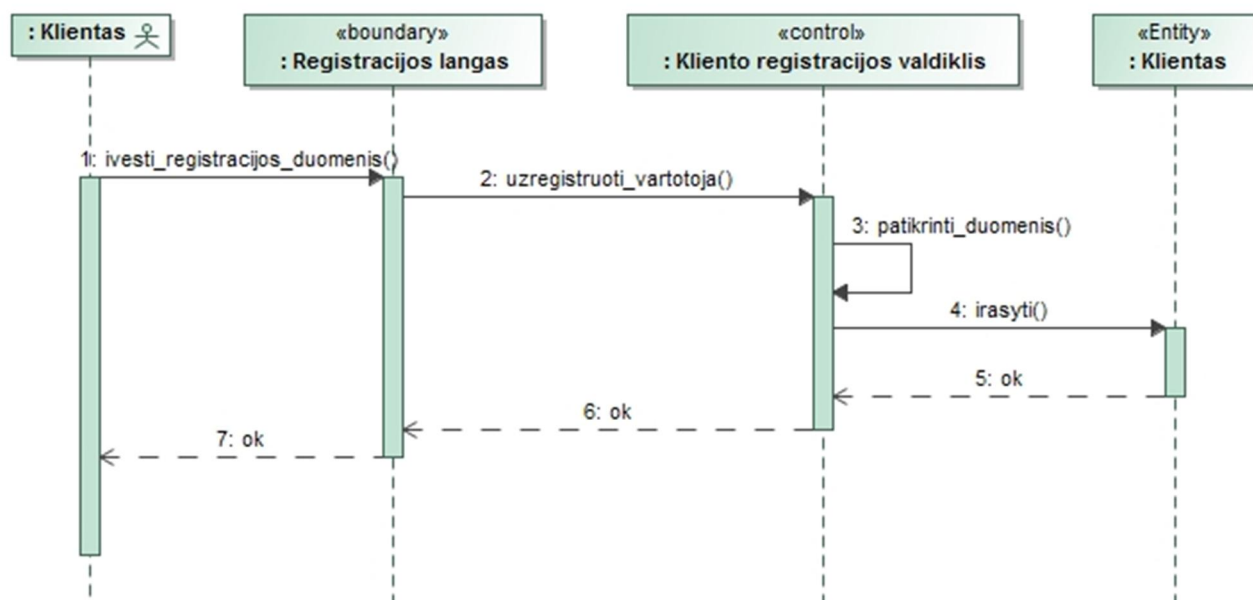 : Klientas
«boundary»
: Registracijos langas
«control»
: Kliento registracijos valdiklis
«Entity»
: Klientas
1: ivesti_registracijos_duomenis()
2: uzregistruoti_vartotoja()
3: patikrinti_duomenis()
4: irasyti()
5: ok
6: ok
7: ok